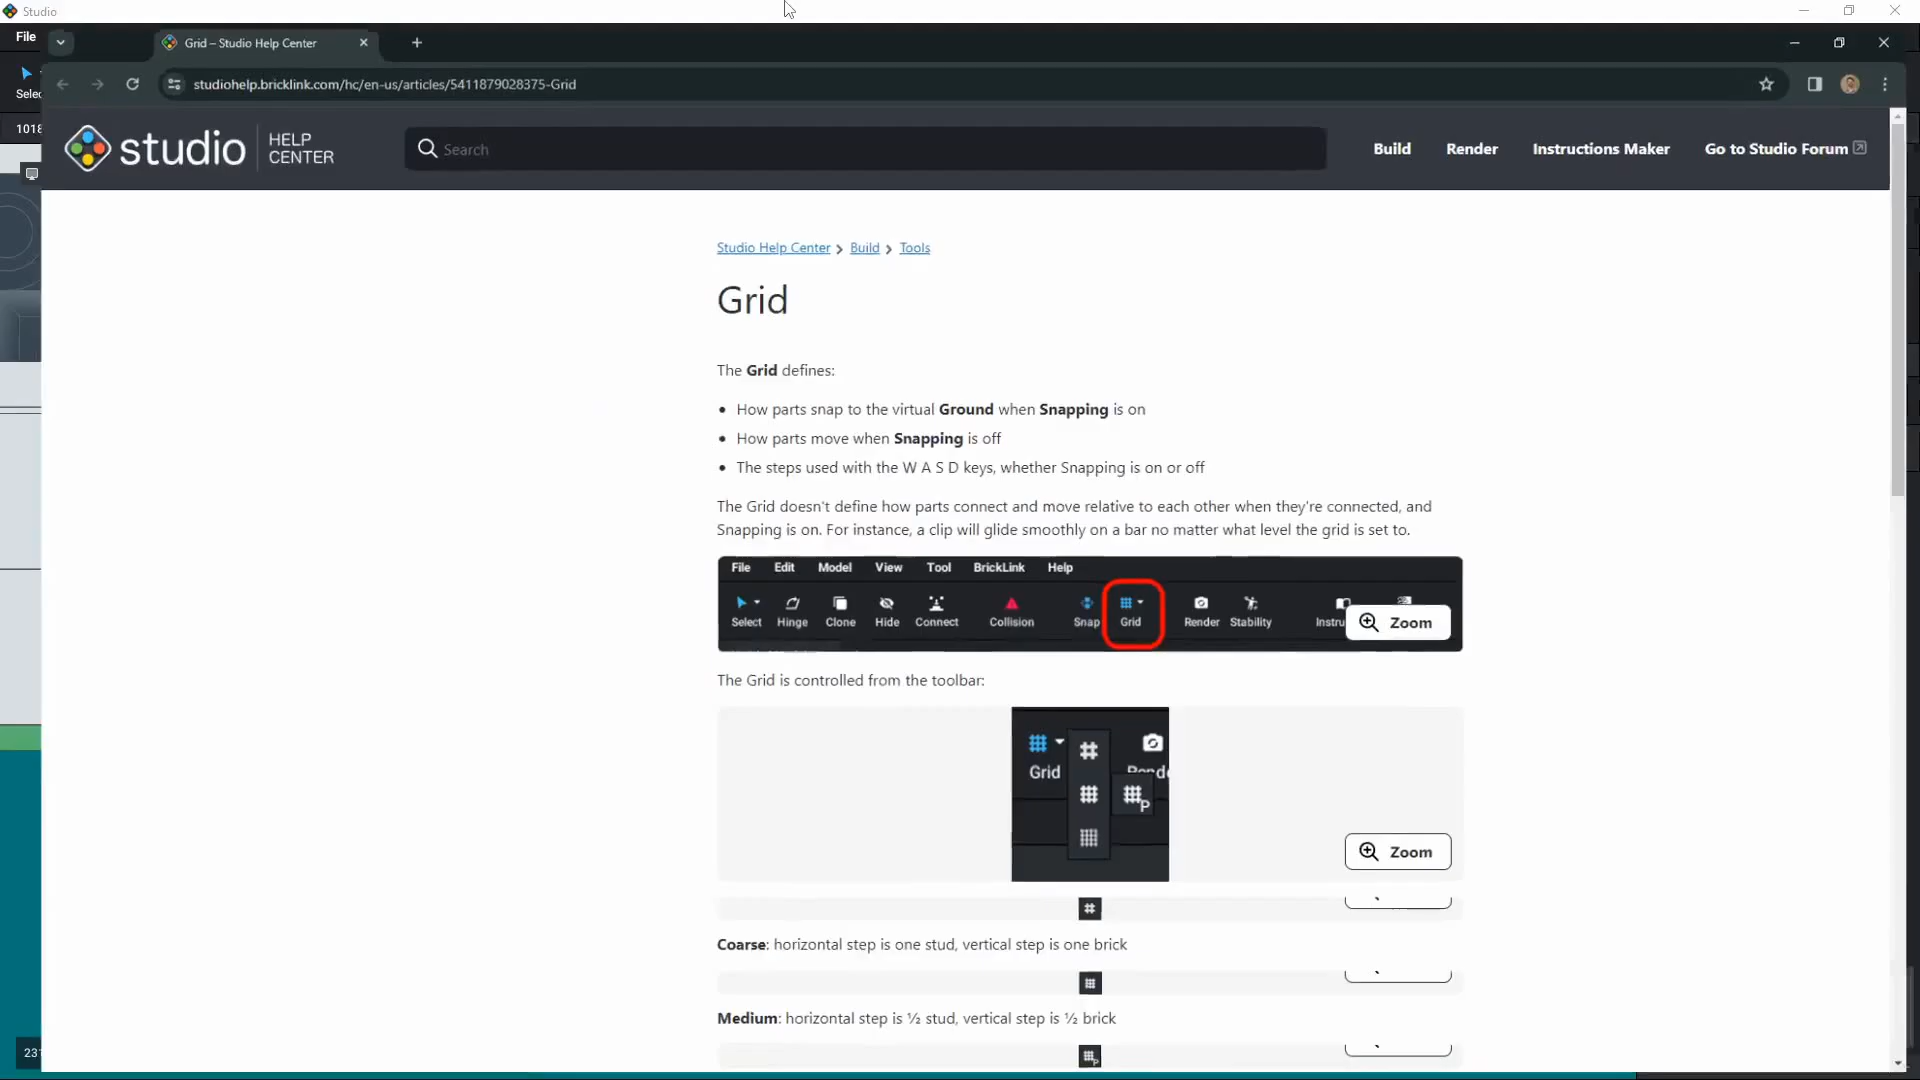 Studio
File
Grid – Studio Help Center
studiohelp.bricklink.com/hc/en-us/articles/5411879028375-Grid
Selec
1018
studio
HELP
CENTER
Search
Build
Render
Instructions Maker
Go to Studio Forum
Studio Help Center
Build
Tools
Grid
The Grid defines:
• How parts snap to the virtual Ground when Snapping is on
• How parts move when Snapping is off
• The steps used with the W A S D keys, whether Snapping is on or off
The Grid doesn't define how parts connect and move relative to each other when they're connected, and
Snapping is on. For instance, a clip will glide smoothly on a bar no matter what level the grid is set to.
File Edit Model View Tool BrickLink Help
Select Hinge Clone Hide Connect Collision Snap Grid Render Stability Instru
Zoom
The Grid is controlled from the toolbar:
Grid
P
Zoom
Coarse: horizontal step is one stud, vertical step is one brick
Medium: horizontal step is ½ stud, vertical step is ½ brick
231